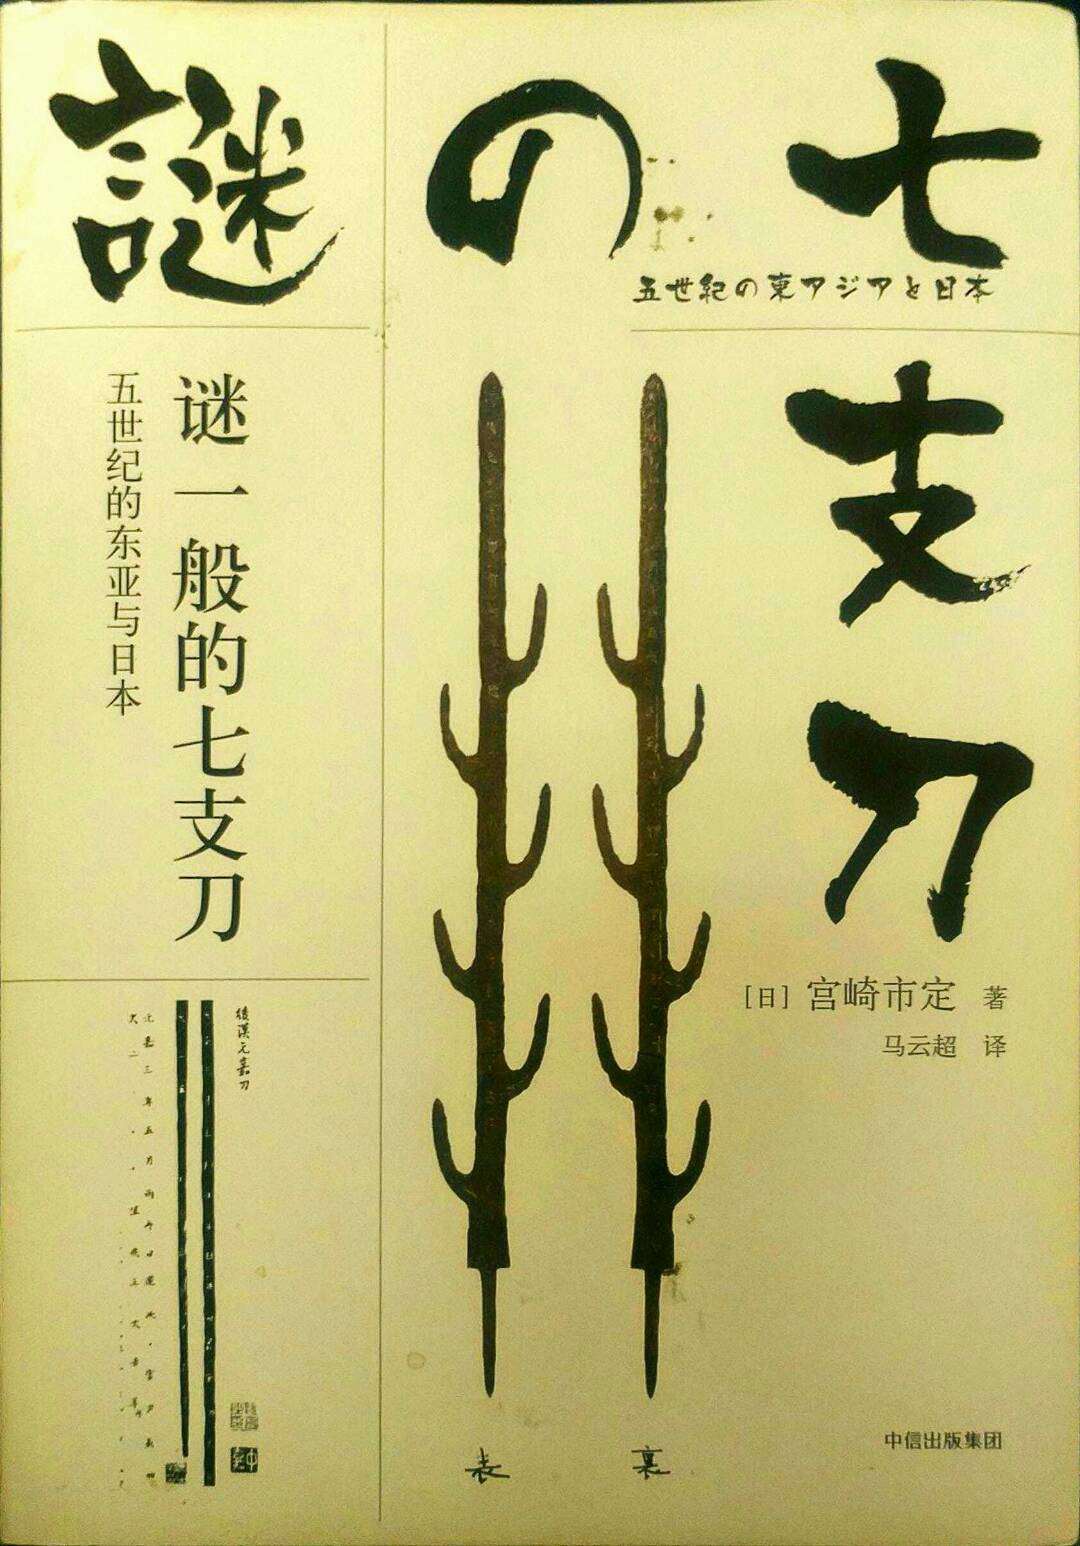 七支刀
の
謎
五世紀の東アジアと日本
谜一般的七支刀
五世纪的东亚与日本
[日] 宫崎市定 著
马云超 译
後漢元嘉刀
表
裏
中信出版集团